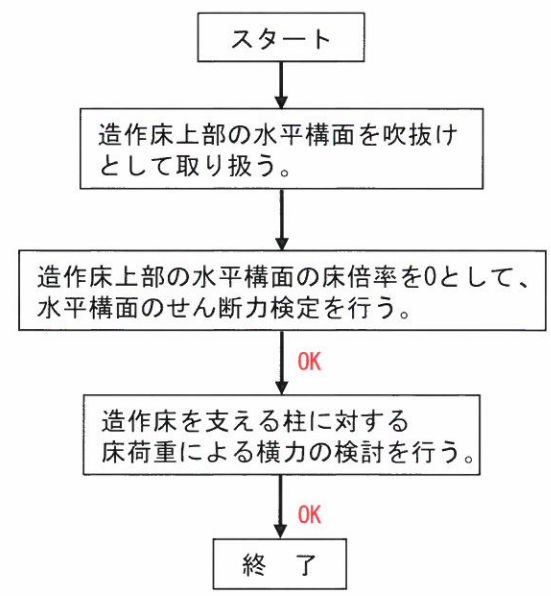 スタート
造作床上部の水平構面を吹抜け
として取り扱う。
造作床上部の水平構面の床倍率を0として、
水平構面のせん断力検定を行う。
OK
造作床を支える柱に対する
床荷重による横力の検討を行う。
OK
終　了